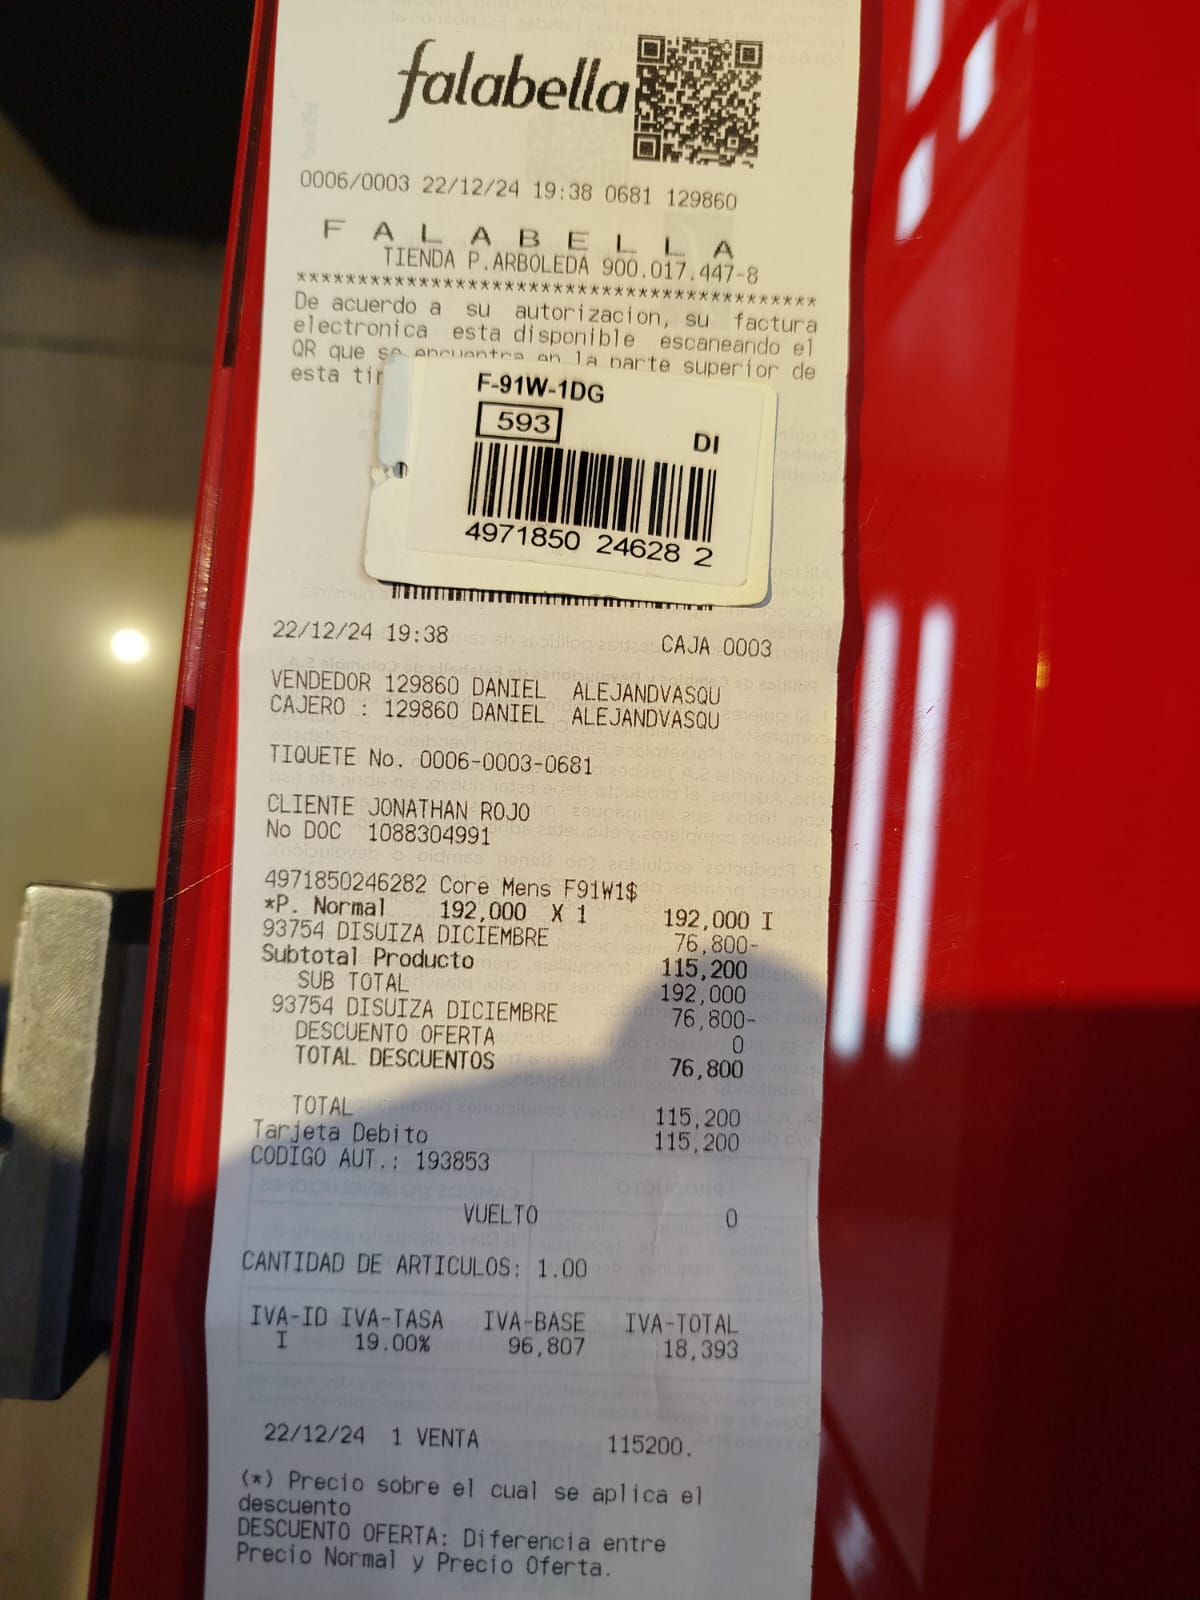 falabella
0006/0003 22/12/24 19:38 0681 129860
F A L A B E L L A
TIENDA P.ARBOLEDA 900.017.447-8
******************************************
De acuerdo a su autorizacion, su factura
electronica esta disponible escaneando el
QR que se encuentra en la parte superior de
esta
F-91W-1DG
593
DI
4971850 24628 2
22/12/24 19:38 CAJA 0003
VENDEDOR 129860 DANIEL ALEJANDVASQU
CAJERO : 129860 DANIEL ALEJANDVASQU
TIQUETE No. 0006-0003-0681
CLIENTE JONATHAN ROJO
No DOC 1088304991
4971850246282 Core Mens F91W1$
*P. Normal 192,000 X 1 192,000 I
93754 DISUIZA DICIEMBRE 76,800-
Subtotal Producto 115,200
SUB TOTAL 192,000
93754 DISUIZA DICIEMBRE 76,800-
DESCUENTO OFERTA 0
TOTAL DESCUENTOS 76,800
TOTAL 115,200
Tarjeta Debito 115,200
CODIGO AUT.: 193853
VUELTO 0
CANTIDAD DE ARTICULOS: 1.00
IVA-ID IVA-TASA IVA-BASE IVA-TOTAL
I 19.00% 96,807 18,393
22/12/24 1 VENTA 115200.
(*) Precio sobre el cual se aplica el
descuento
DESCUENTO OFERTA: Diferencia entre
Precio Normal y Precio Oferta.